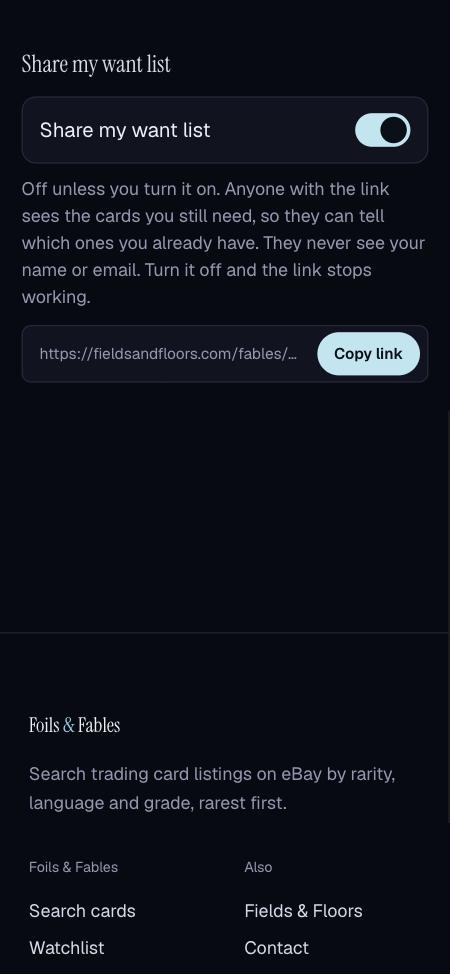 Share my want list
Share my want list
Off unless you turn it on. Anyone with the link
sees the cards you still need, so they can tell
which ones you already have. They never see your
name or email. Turn it off and the link stops
working.
https://fieldsandfloors.com/fables/...
Copy link
Foils & Fables
Search trading card listings on eBay by rarity,
language and grade, rarest first.
Foils & Fables
Also
Search cards
Fields & Floors
Watchlist
Contact